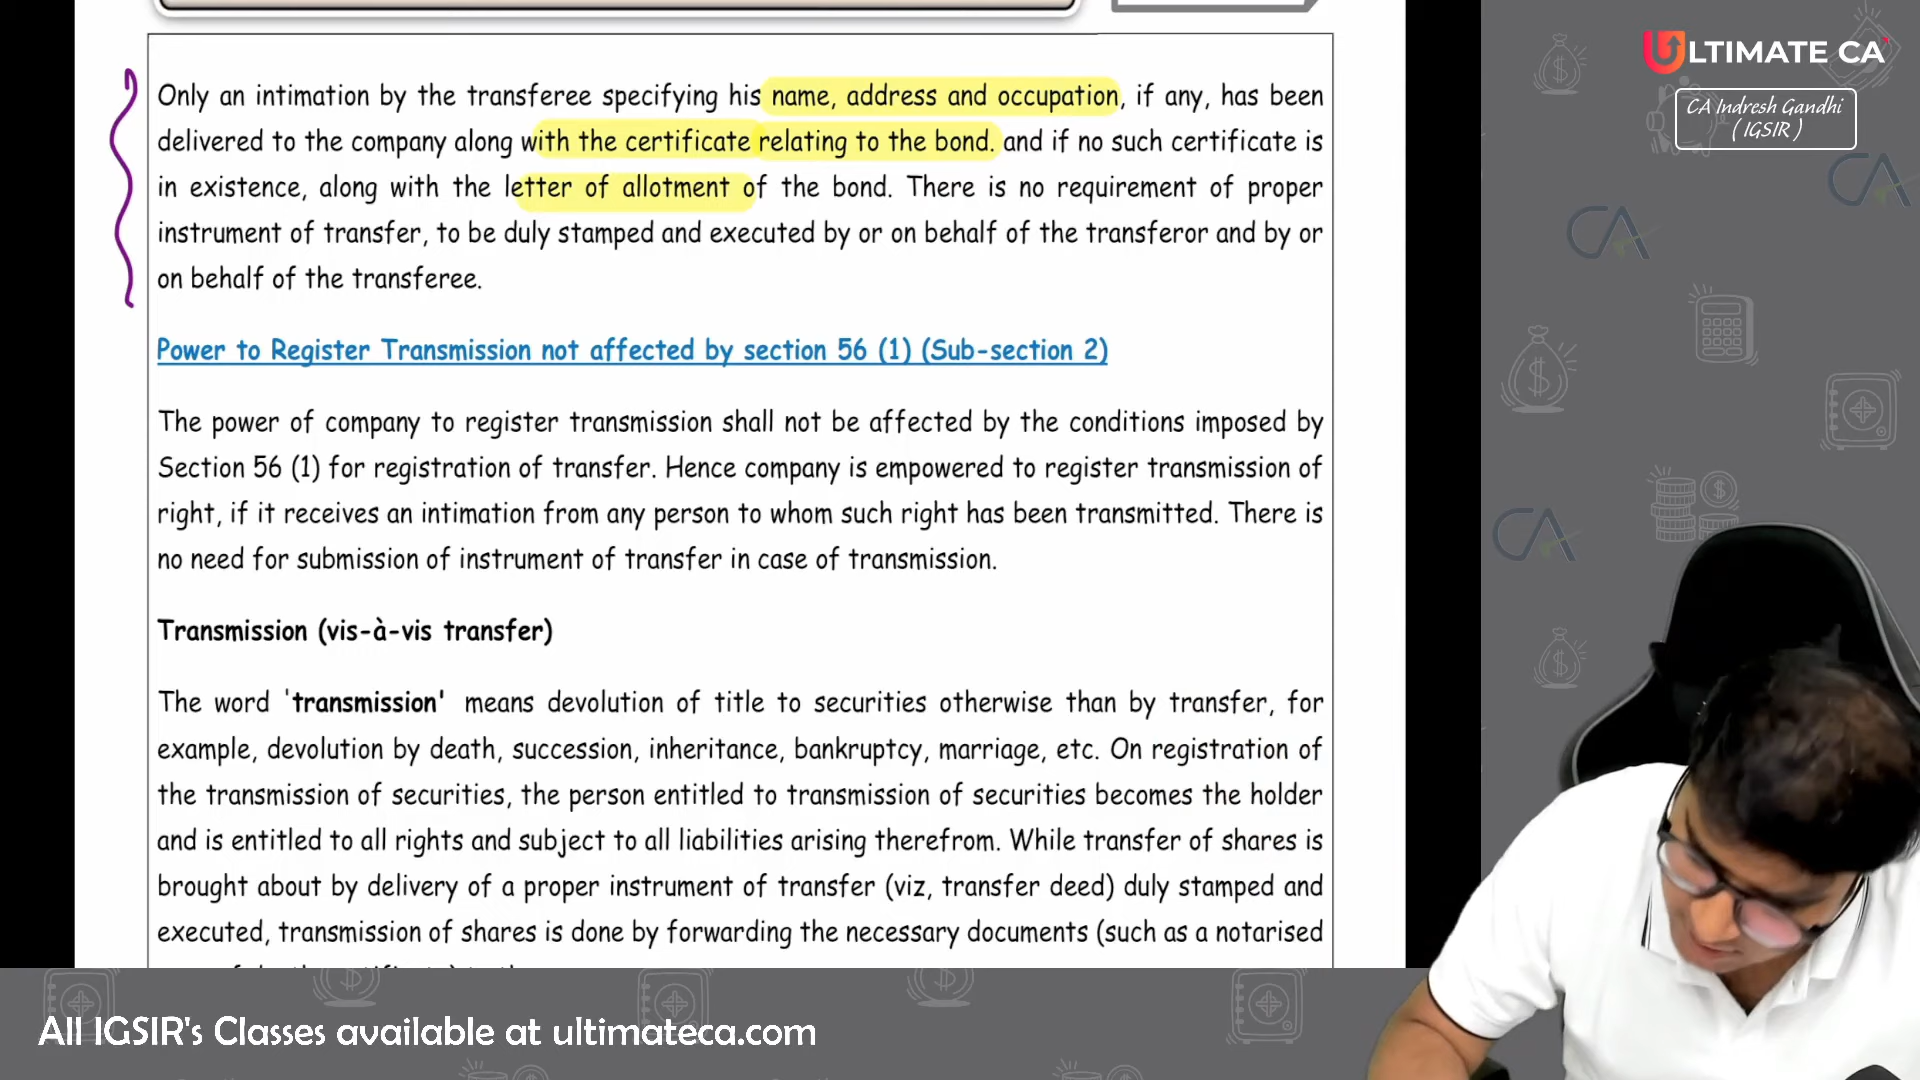 ULTIMATE CA
CA Indresh Gandhi
( IGSIR )
Only an intimation by the transferee specifying his name, address and occupation, if any, has been
delivered to the company along with the certificate relating to the bond. and if no such certificate is
in existence, along with the letter of allotment of the bond. There is no requirement of proper
instrument of transfer, to be duly stamped and executed by or on behalf of the transferor and by or
on behalf of the transferee.
Power to Register Transmission not affected by section 56 (1) (Sub-section 2)
The power of company to register transmission shall not be affected by the conditions imposed by
Section 56 (1) for registration of transfer. Hence company is empowered to register transmission of
right, if it receives an intimation from any person to whom such right has been transmitted. There is
no need for submission of instrument of transfer in case of transmission.
Transmission (vis-à-vis transfer)
The word 'transmission' means devolution of title to securities otherwise than by transfer, for
example, devolution by death, succession, inheritance, bankruptcy, marriage, etc. On registration of
the transmission of securities, the person entitled to transmission of securities becomes the holder
and is entitled to all rights and subject to all liabilities arising therefrom. While transfer of shares is
brought about by delivery of a proper instrument of transfer (viz, transfer deed) duly stamped and
executed, transmission of shares is done by forwarding the necessary documents (such as a notarised
All IGSIR's Classes available at ultimateca.com
CA
CA
CA